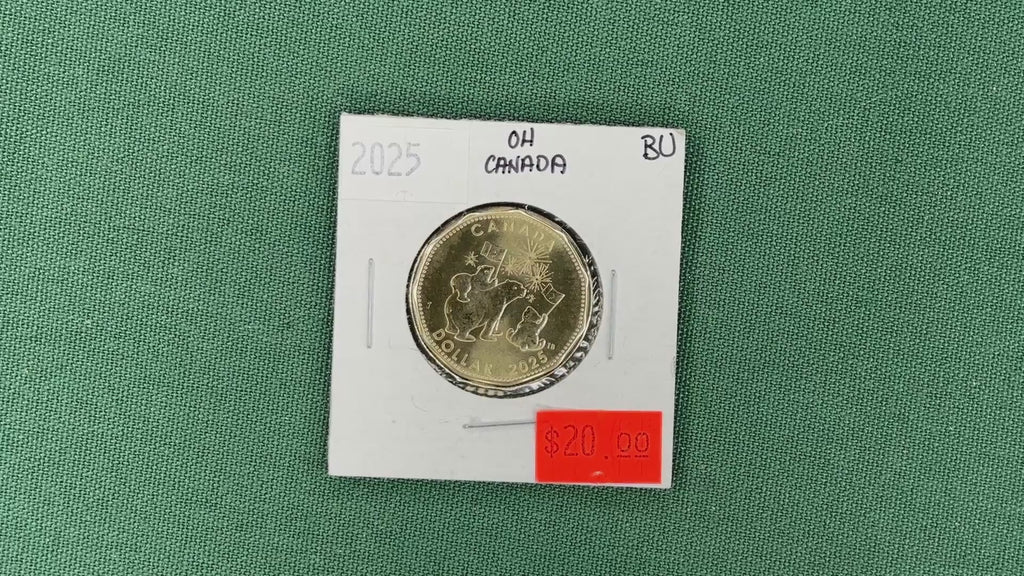 2025
OH
CANADA
BU
CANADA
DOLLAR 2025
$20.00